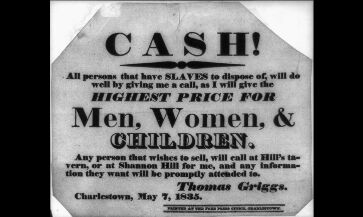 CASH!
All persons that have SLAVES to dispose of, will do
well by giving me a call, as I will give the
HIGHEST PRICE FOR
Men, Women, &
CHILDREN.
Any person that wishes to sell, will call at Hill's ta-
vern, or at Shannon Hill for me, and any informa-
tion they want will be promptly attended to.
Thomas Griggs.
Charlestown, May 7, 1835.
PRINTED AT THE FREE PRESS OFFICE, CHARLESTOWN.